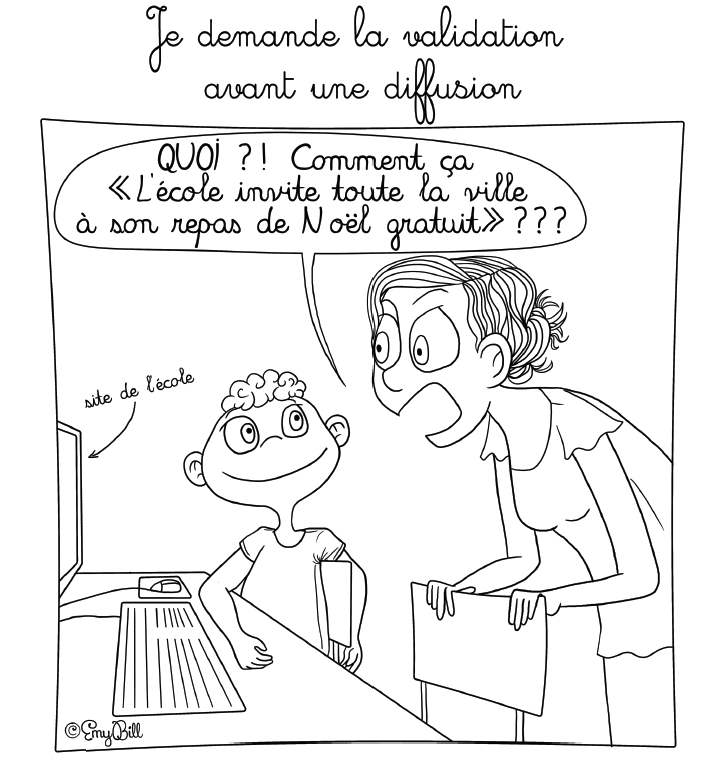 Je demande la validation
avant une diffusion
QUOI ?! Comment ça
«L'école invite toute la ville
à son repas de Noël gratuit» ???
site de l'école
©EmyBill